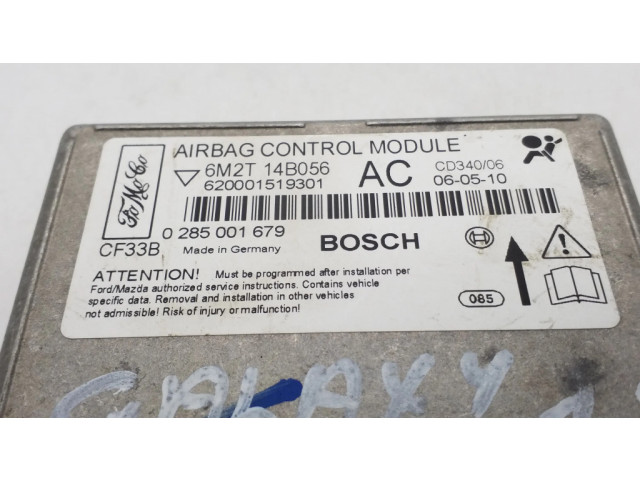 FoMoCo
AIRBAG CONTROL MODULE
6M2T 14B056 AC CD340/06
620001519301 06-05-10
0 285 001 679
CF33B Made in Germany BOSCH
ATTENTION! Must be programmed after installation per
Ford/Mazda authorized service instructions. Contains vehicle
specific data. Removal and installation in other vehicles
not admissible! Risk of injury or malfunction!
085
GALAXY